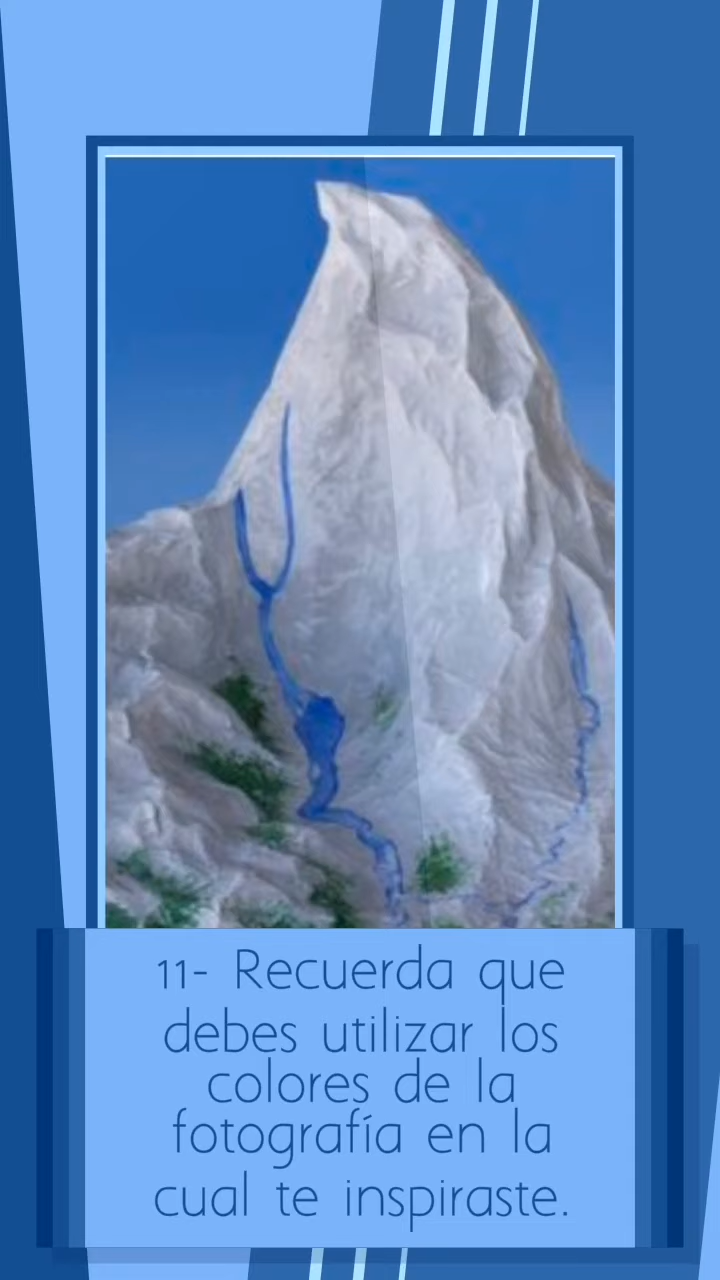 11- Recuerda que
debes utilizar los
colores de la
fotografía en la
cual te inspiraste.